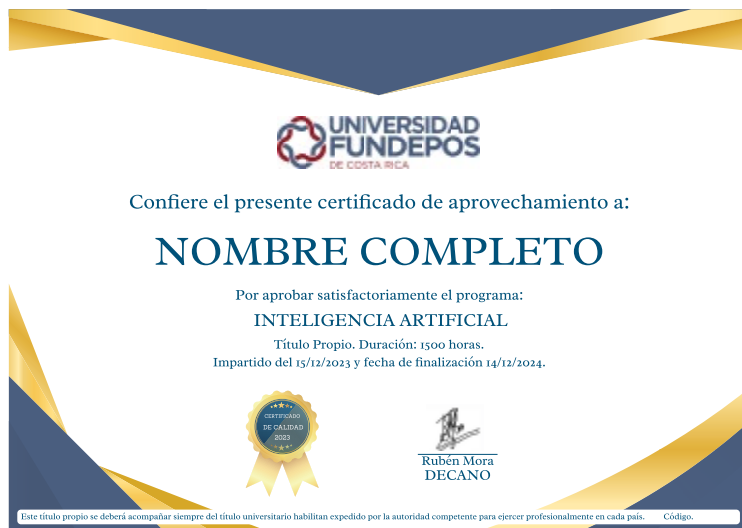 UNIVERSIDAD
FUNDEPOS
DE COSTA RICA
Confiere el presente certificado de aprovechamiento a:
NOMBRE COMPLETO
Por aprobar satisfactoriamente el programa:
INTELIGENCIA ARTIFICIAL
Título Propio. Duración: 1500 horas.
Impartido del 15/12/2023 y fecha de finalización 14/12/2024.
CERTIFICADO
DE CALIDAD
2023
Rubén Mora
DECANO
Este título propio se deberá acompañar siempre del título universitario habilitan expedido por la autoridad competente para ejercer profesionalmente en cada país. Código.